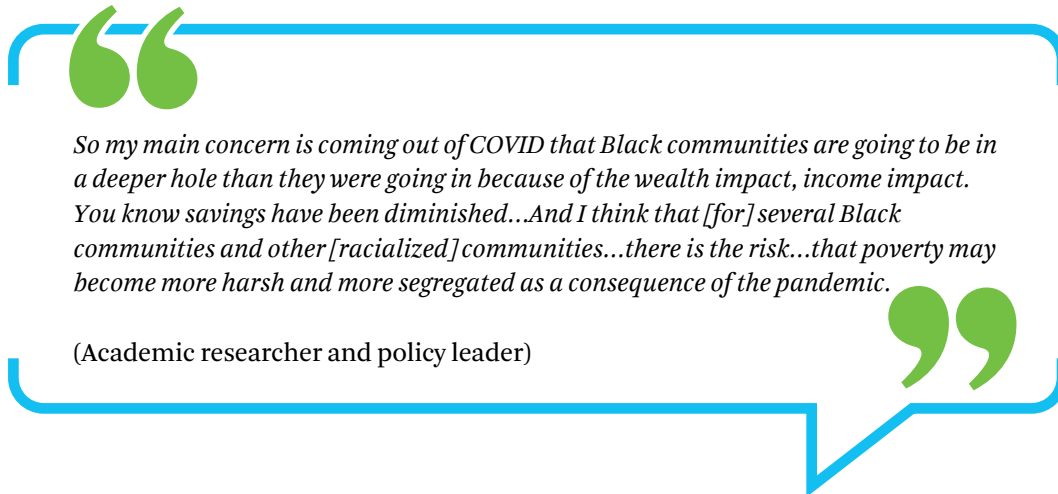 So my main concern is coming out of COVID that Black communities are going to be in
a deeper hole than they were going in because of the wealth impact, income impact.
You know savings have been diminished...And I think that [for] several Black
communities and other [racialized] communities...there is the risk...that poverty may
become more harsh and more segregated as a consequence of the pandemic.
(Academic researcher and policy leader)